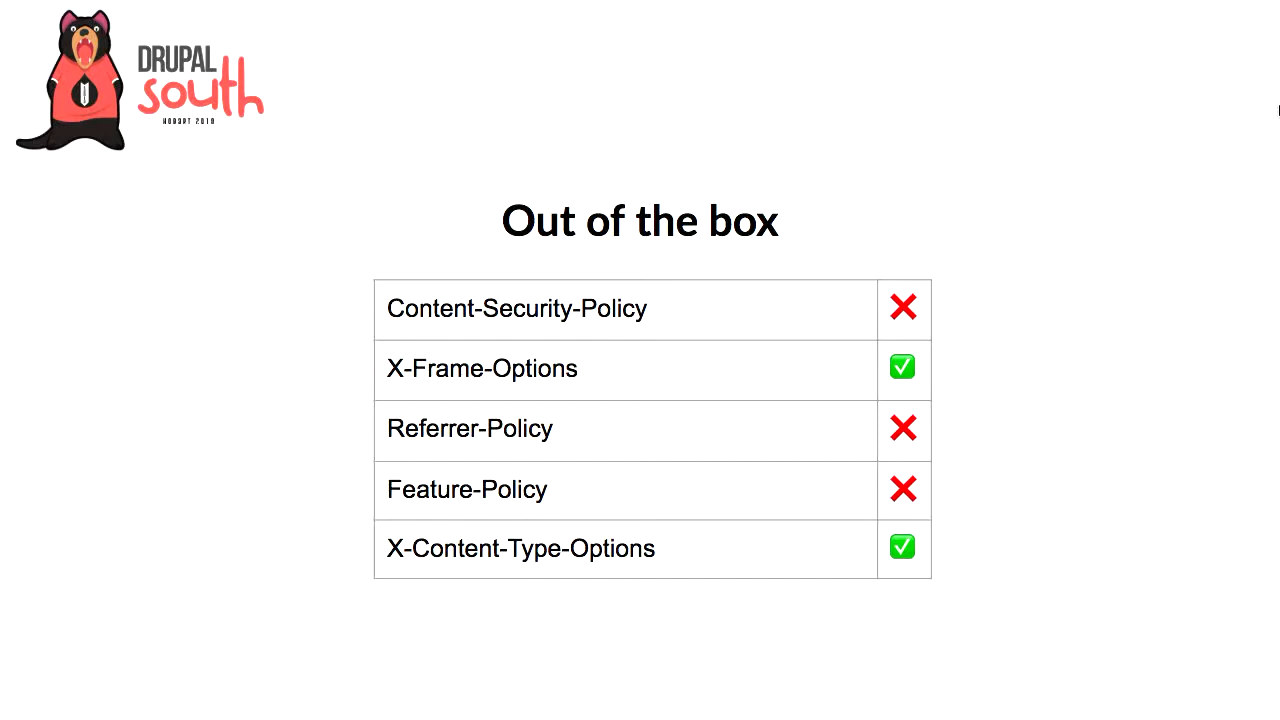 DRUPAL
south
HOBART 2019
Out of the box
Content-Security-Policy
X-Frame-Options
Referrer-Policy
Feature-Policy
X-Content-Type-Options